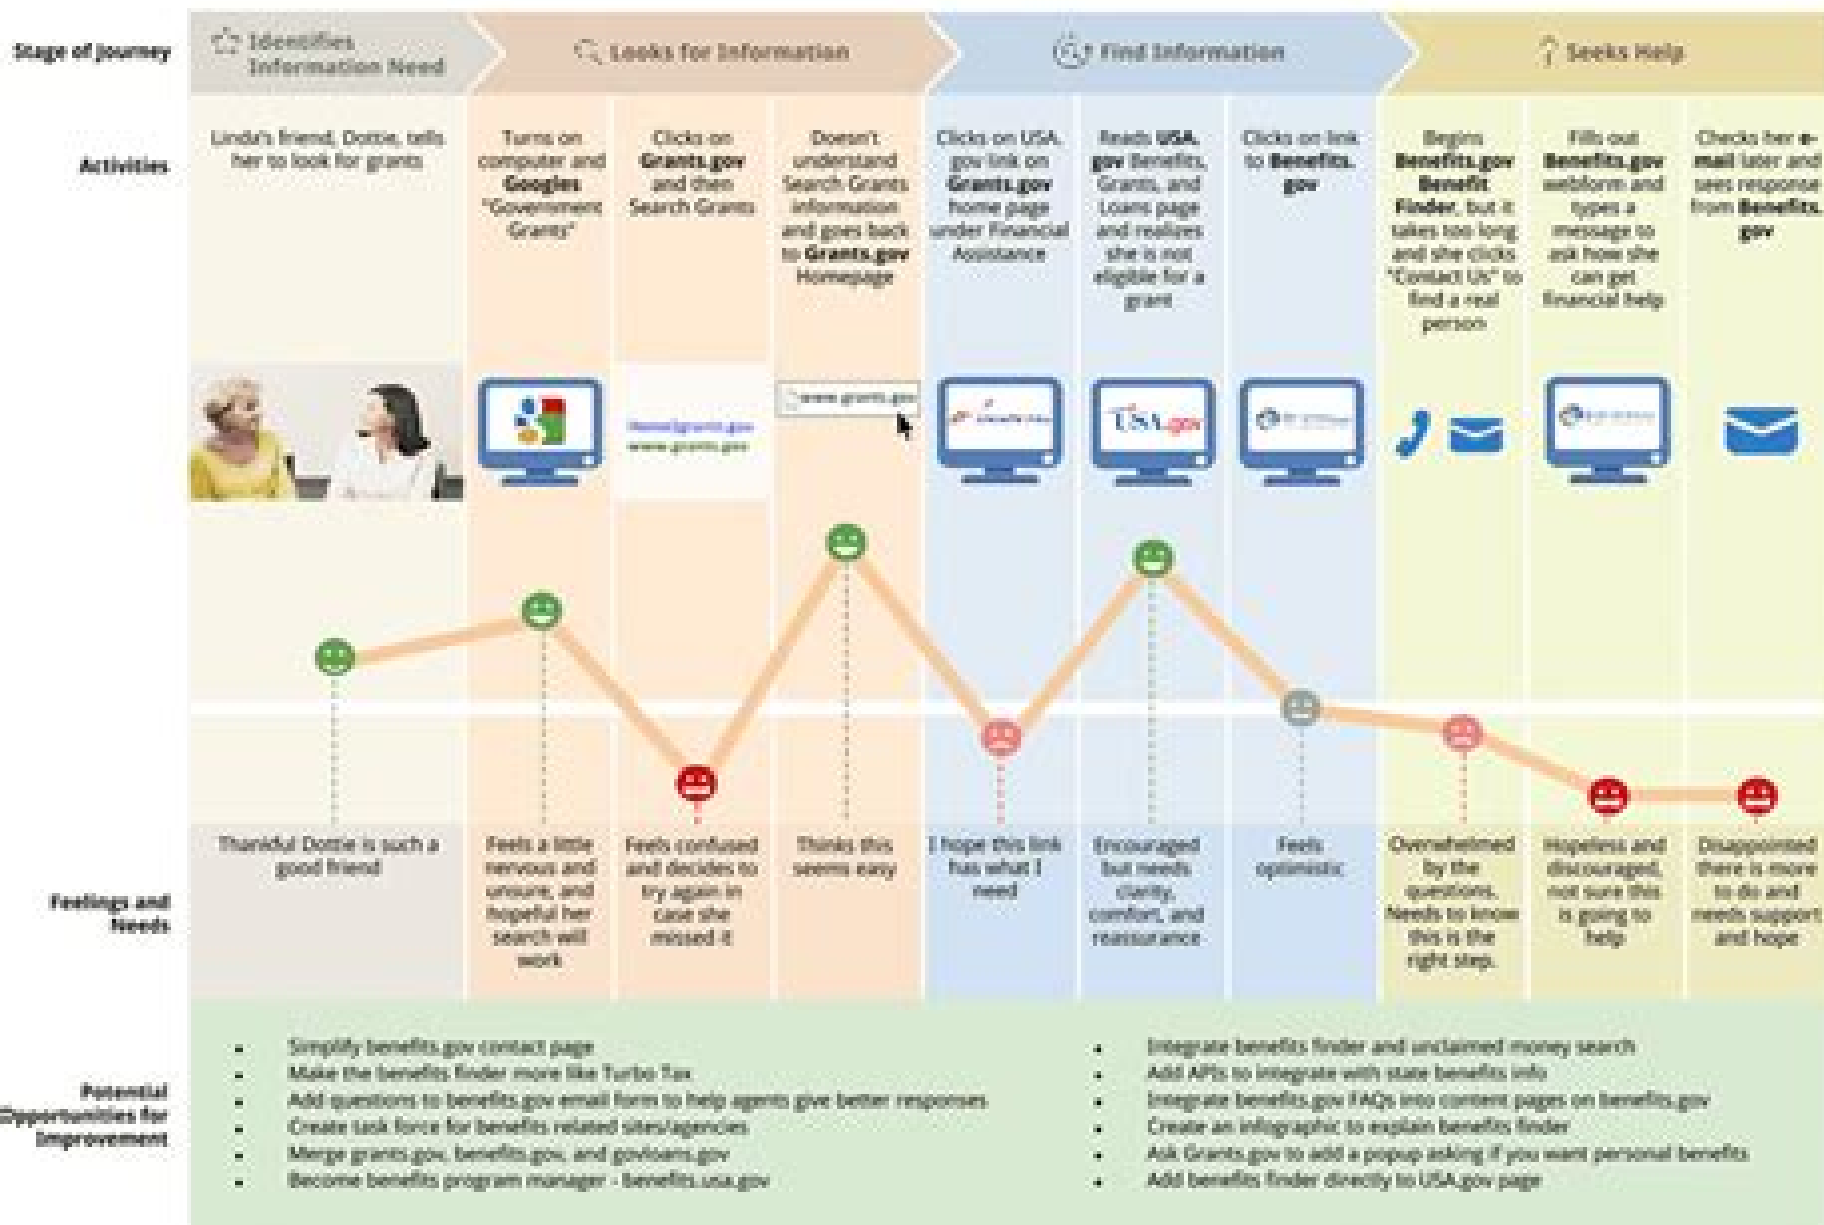 Stage of Journey
Identifies
Information Need
Looks for Information
Find Information
Seeks Help
Activities
Linda's friend, Dottie, tells
her to look for grants
Turns on
computer and
Googles
"Government
Grants"
Clicks on
Grants.gov
and then
Search Grants
Doesn't
understand
Search Grants
information
and goes back
to Grants.gov
Homepage
Clicks on USA.
gov link on
Grants.gov
home page
under Financial
Assistance
Reads USA.
gov Benefits,
Grants, and
Loans page
and realizes
she is not
eligible for a
grant
Clicks on link
to Benefits.
gov
Begins
Benefits.gov
Benefit
Finder, but it
takes too long
and she clicks
"Contact Us" to
find a real
person
Fills out
Benefits.gov
webform and
types a
message to
ask how she
can get
financial help
Checks her e-
mail later and
sees response
from Benefits.
gov
www.grants.gov
www.grants.gov
USA.gov
Feelings and
Needs
Thankful Dottie is such a
good friend
Feels a little
nervous and
unsure, and
hopeful her
search will
work
Feels confused
and decides to
try again in
case she
missed it
Thinks this
seems easy
I hope this link
has what I
need
Encouraged
but needs
clarity,
comfort, and
reassurance
Feels
optimistic
Overwhelmed
by the
questions.
Needs to know
this is the
right step.
Hopeless and
discouraged,
not sure this
is going to
help
Disappointed
there is more
to do and
needs support
and hope
Potential
Opportunities for
Improvement
• Simplify benefits.gov contact page
• Make the benefits finder more like Turbo Tax
• Add questions to benefits.gov email form to help agents give better responses
• Create task force for benefits related sites/agencies
• Merge grants.gov, benefits.gov, and govloans.gov
• Become benefits program manager - benefits.usa.gov
• Integrate benefits finder and unclaimed money search
• Add APIs to integrate with state benefits info
• Integrate benefits.gov FAQs into content pages on benefits.gov
• Create an infographic to explain benefits finder
• Ask Grants.gov to add a popup asking if you want personal benefits
• Add benefits finder directly to USA.gov page